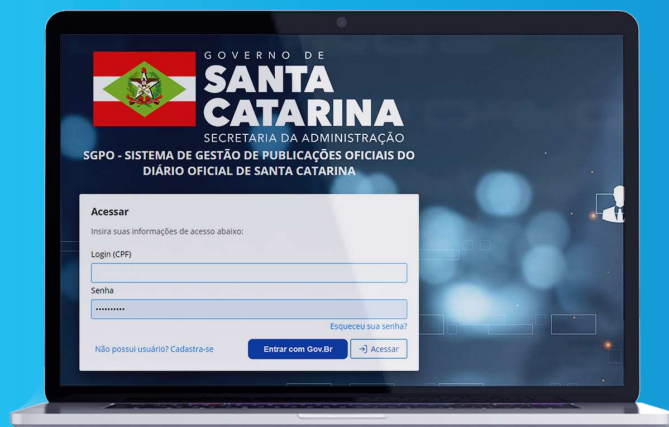 GOVERNO DE
SANTA
CATARINA
SECRETARIA DA ADMINISTRAÇÃO
SGPO - SISTEMA DE GESTÃO DE PUBLICAÇÕES OFICIAIS DO
DIÁRIO OFICIAL DE SANTA CATARINA
Acessar
Insira suas informações de acesso abaixo:
Login (CPF)
Senha
••••••••••
Esqueceu sua senha?
Não possui usuário? Cadastra-se
Entrar com Gov.Br
Acessar